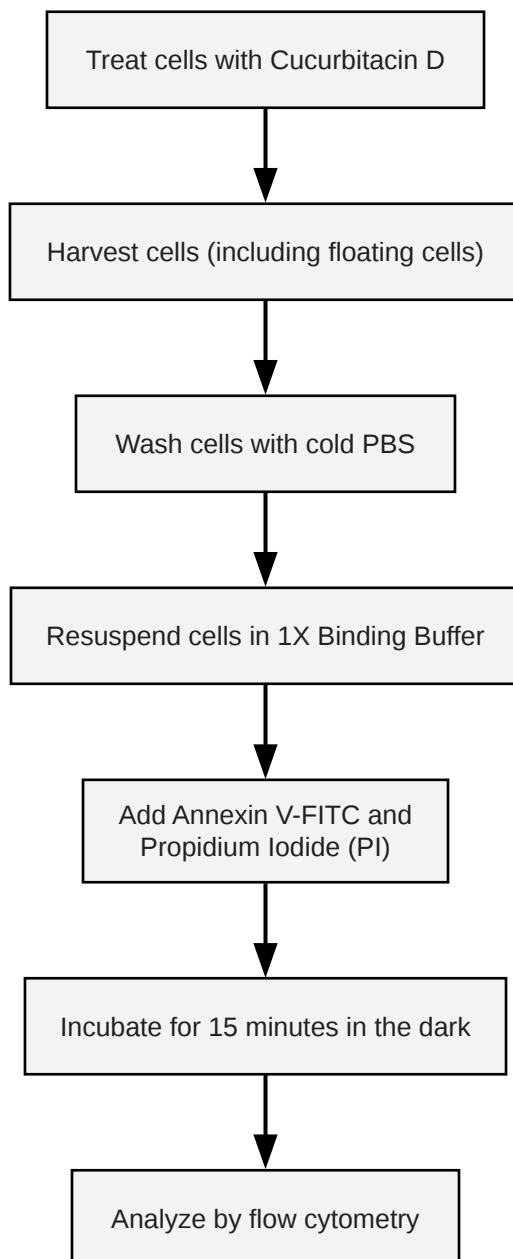 Treat cells with Cucurbitacin D
Harvest cells (including floating cells)
Wash cells with cold PBS
Resuspend cells in 1X Binding Buffer
Add Annexin V-FITC and
Propidium Iodide (PI)
Incubate for 15 minutes in the dark
Analyze by flow cytometry